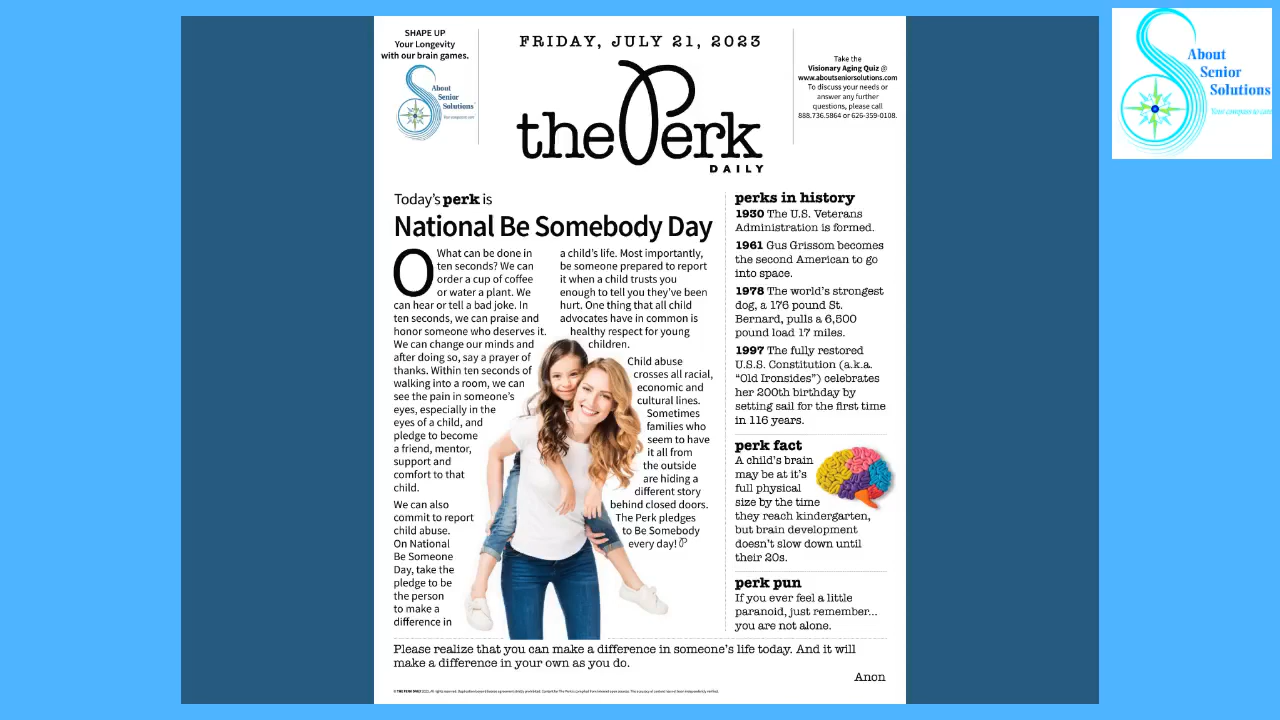 SHAPE UP
Your Longevity
with our brain games.
About
Senior
Solutions
FRIDAY, JULY 21, 2023
the Perk
DAILY
Take the
Visionary Aging Quiz @
www.aboutseniorsolutions.com
To discuss your needs or
answer any further
questions, please call
888.736.5864 or 626-359-0108.
About
Senior
Solutions
Today's perk is
National Be Somebody Day
O What can be done in
ten seconds? We can
order a cup of coffee
or water a plant. We
can hear or tell a bad joke. In
ten seconds, we can praise and
honor someone who deserves it.
We can change our minds and
after doing so, say a prayer of
thanks. Within ten seconds of
walking into a room, we can
see the pain in someone's
eyes, especially in the
eyes of a child, and
pledge to become
a friend, mentor,
support and
comfort to that
child.
We can also
commit to report
child abuse.
On National
Be Someone
Day, take the
pledge to be
the person
to make a
difference in
a child's life. Most importantly,
be someone prepared to report
it when a child trusts you
enough to tell you they've been
hurt. One thing that all child
advocates have in common is
healthy respect for young
children.
Child abuse
crosses all racial,
economic and
cultural lines.
Sometimes
families who
seem to have
it all from
the outside
are hiding a
different story
behind closed doors.
The Perk pledges
to Be Somebody
every day!
perks in history
1930 The U.S. Veterans
Administration is formed.
1961 Gus Grissom becomes
the second American to go
into space.
1978 The world's strongest
dog, a 176 pound St.
Bernard, pulls a 6,500
pound load 17 miles.
1997 The fully restored
U.S.S. Constitution (a.k.a.
"Old Ironsides") celebrates
her 200th birthday by
setting sail for the first time
in 116 years.
perk fact
A child's brain
may be at it's
full physical
size by the time
they reach kindergarten,
but brain development
doesn't slow down until
their 20s.
perk pun
If you ever feel a little
paranoid, just remember...
you are not alone.
Please realize that you can make a difference in someone's life today. And it will
make a difference in your own as you do.
Anon